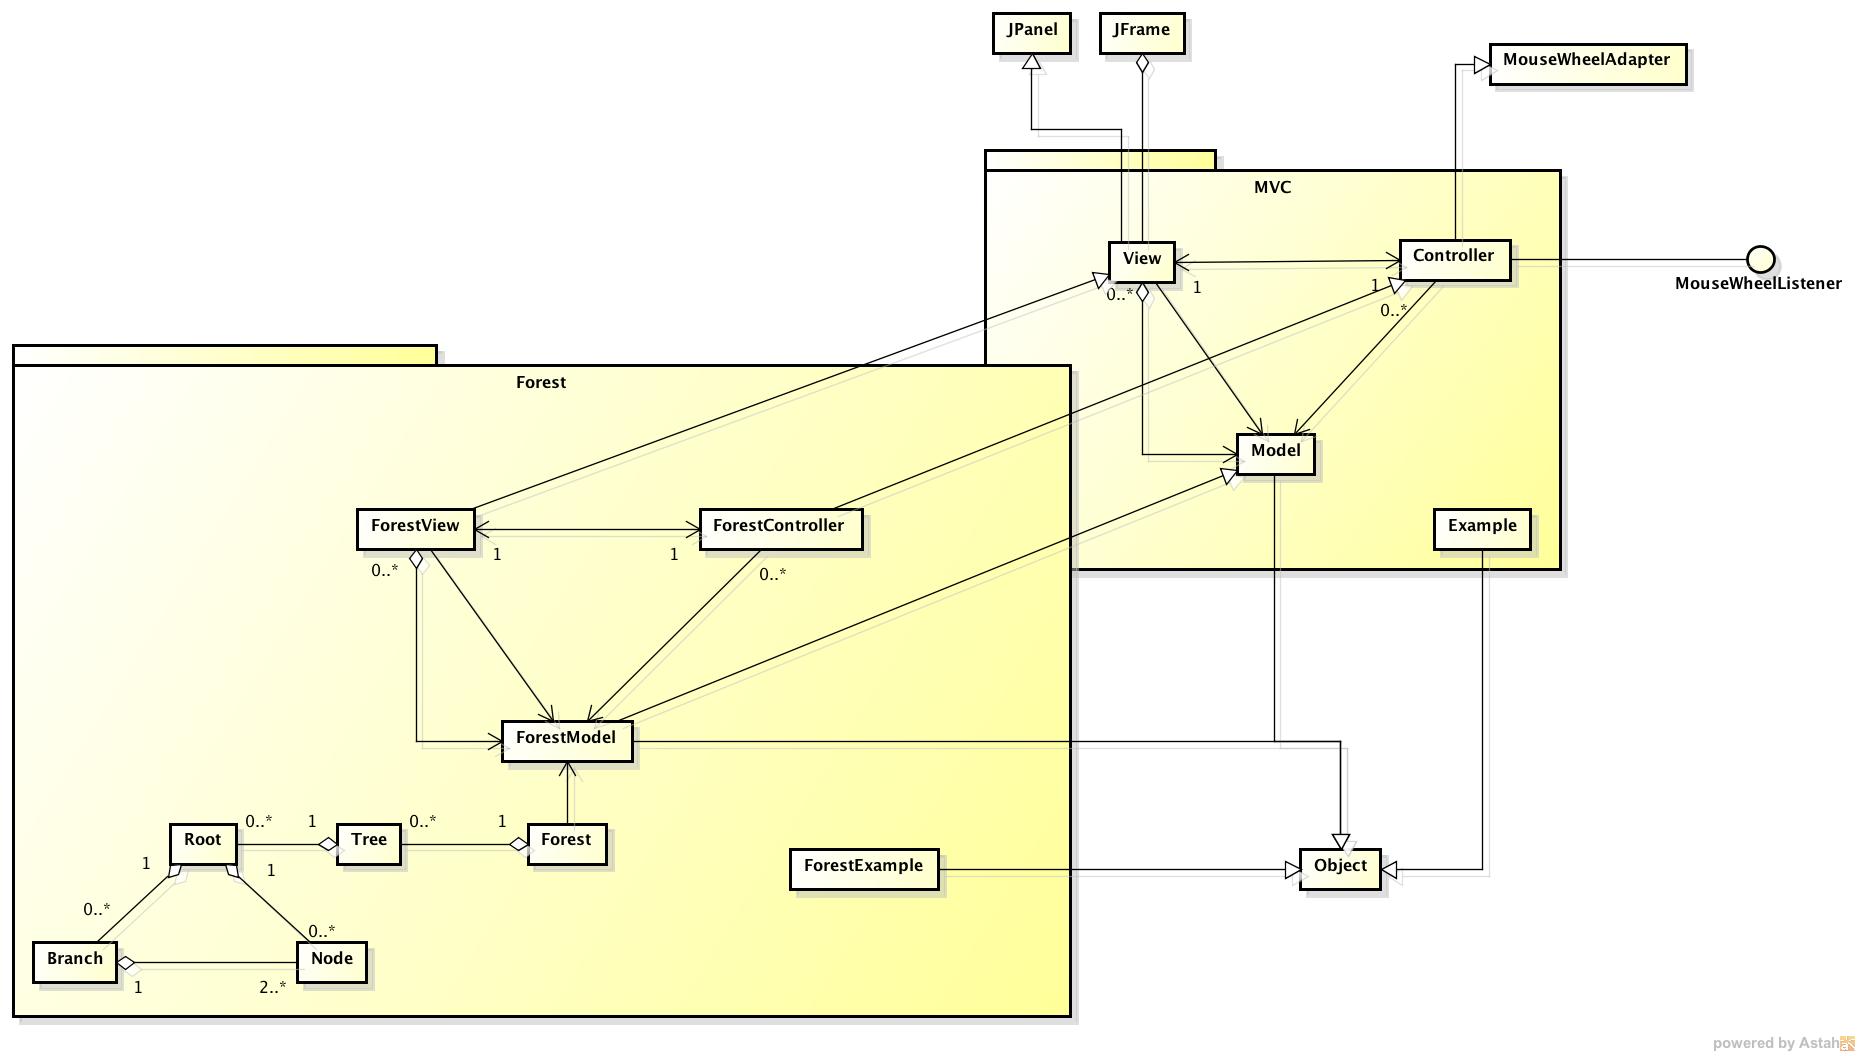 JPanel
JFrame
MouseWheelAdapter
MVC
View
Controller
MouseWheelListener
0..*
1
1
0..*
Forest
Model
ForestView
ForestController
Example
1
1
0..*
0..*
ForestModel
0..*
1
0..*
1
Root
Tree
Forest
1
1
ForestExample
Object
0..*
0..*
Branch
Node
1
2..*
powered by Astah